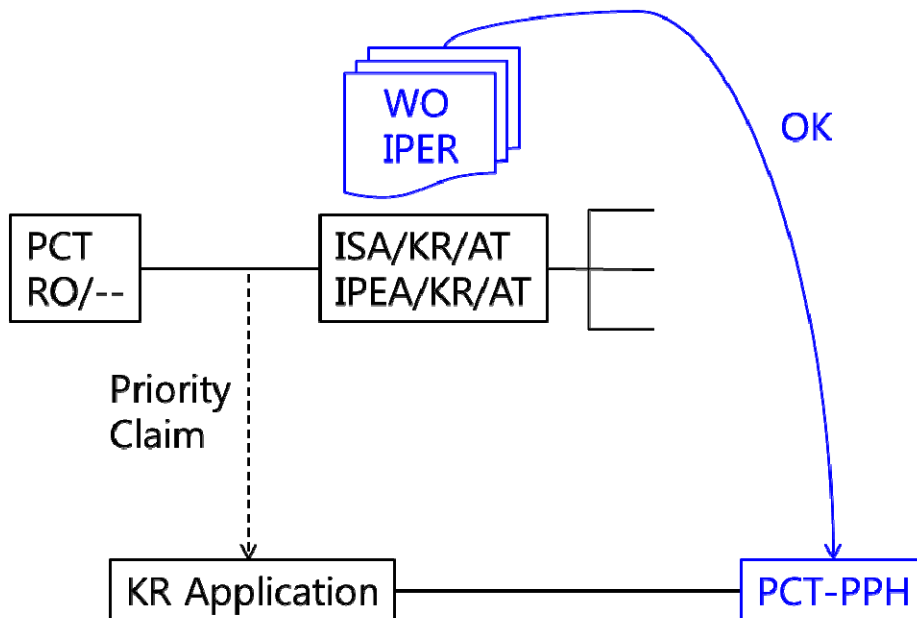 WO
IPER
OK
PCT
RO/--
ISA/KR/AT
IPEA/KR/AT
Priority
Claim
KR Application
PCT-PPH